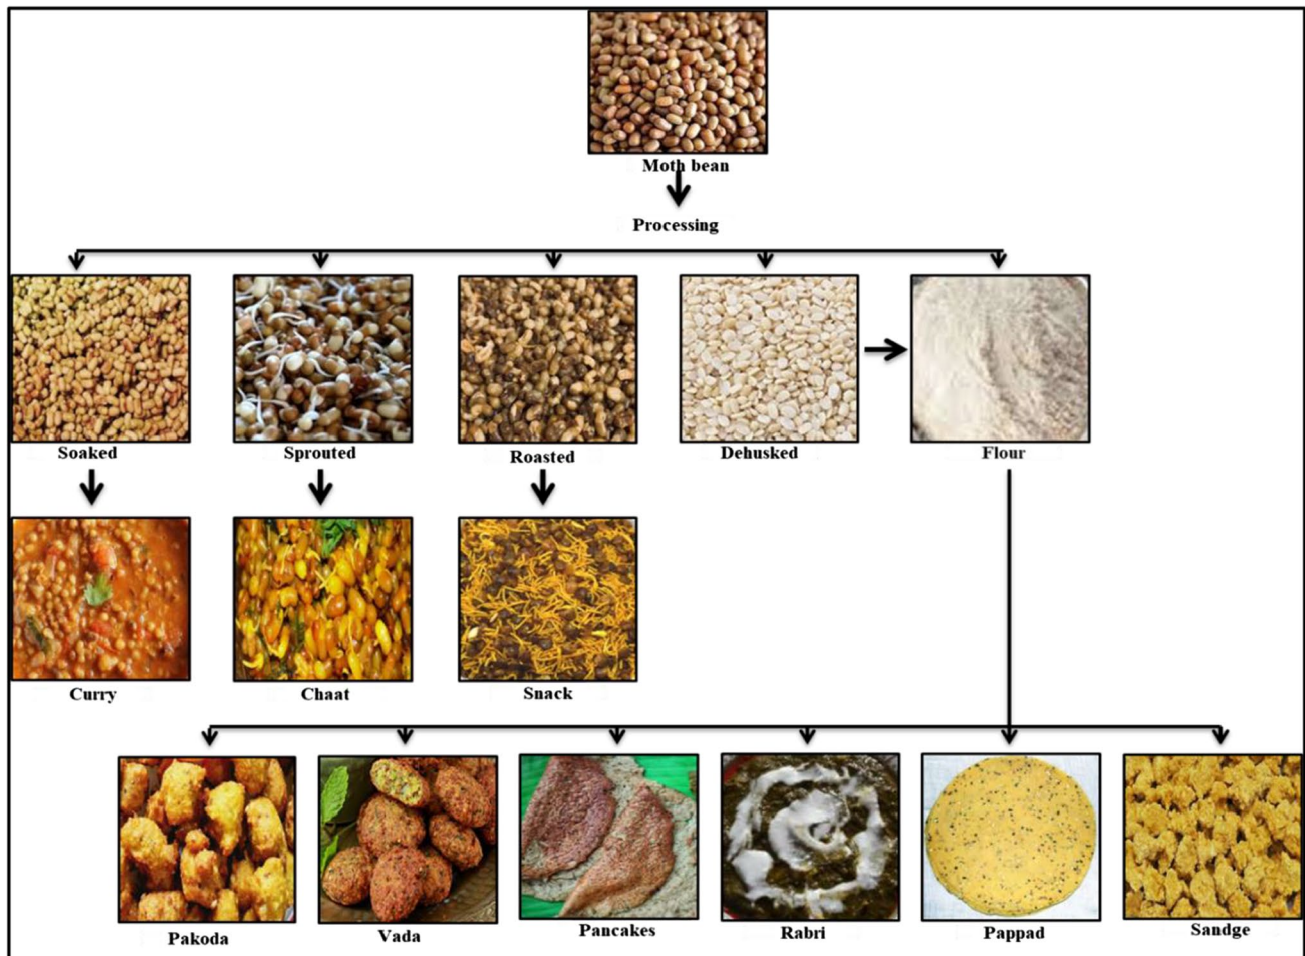 Moth bean
Processing
Soaked
Sprouted
Roasted
Dehusked
Flour
Curry
Chaat
Snack
Pakoda
Vada
Pancakes
Rabri
Pappad
Sandge